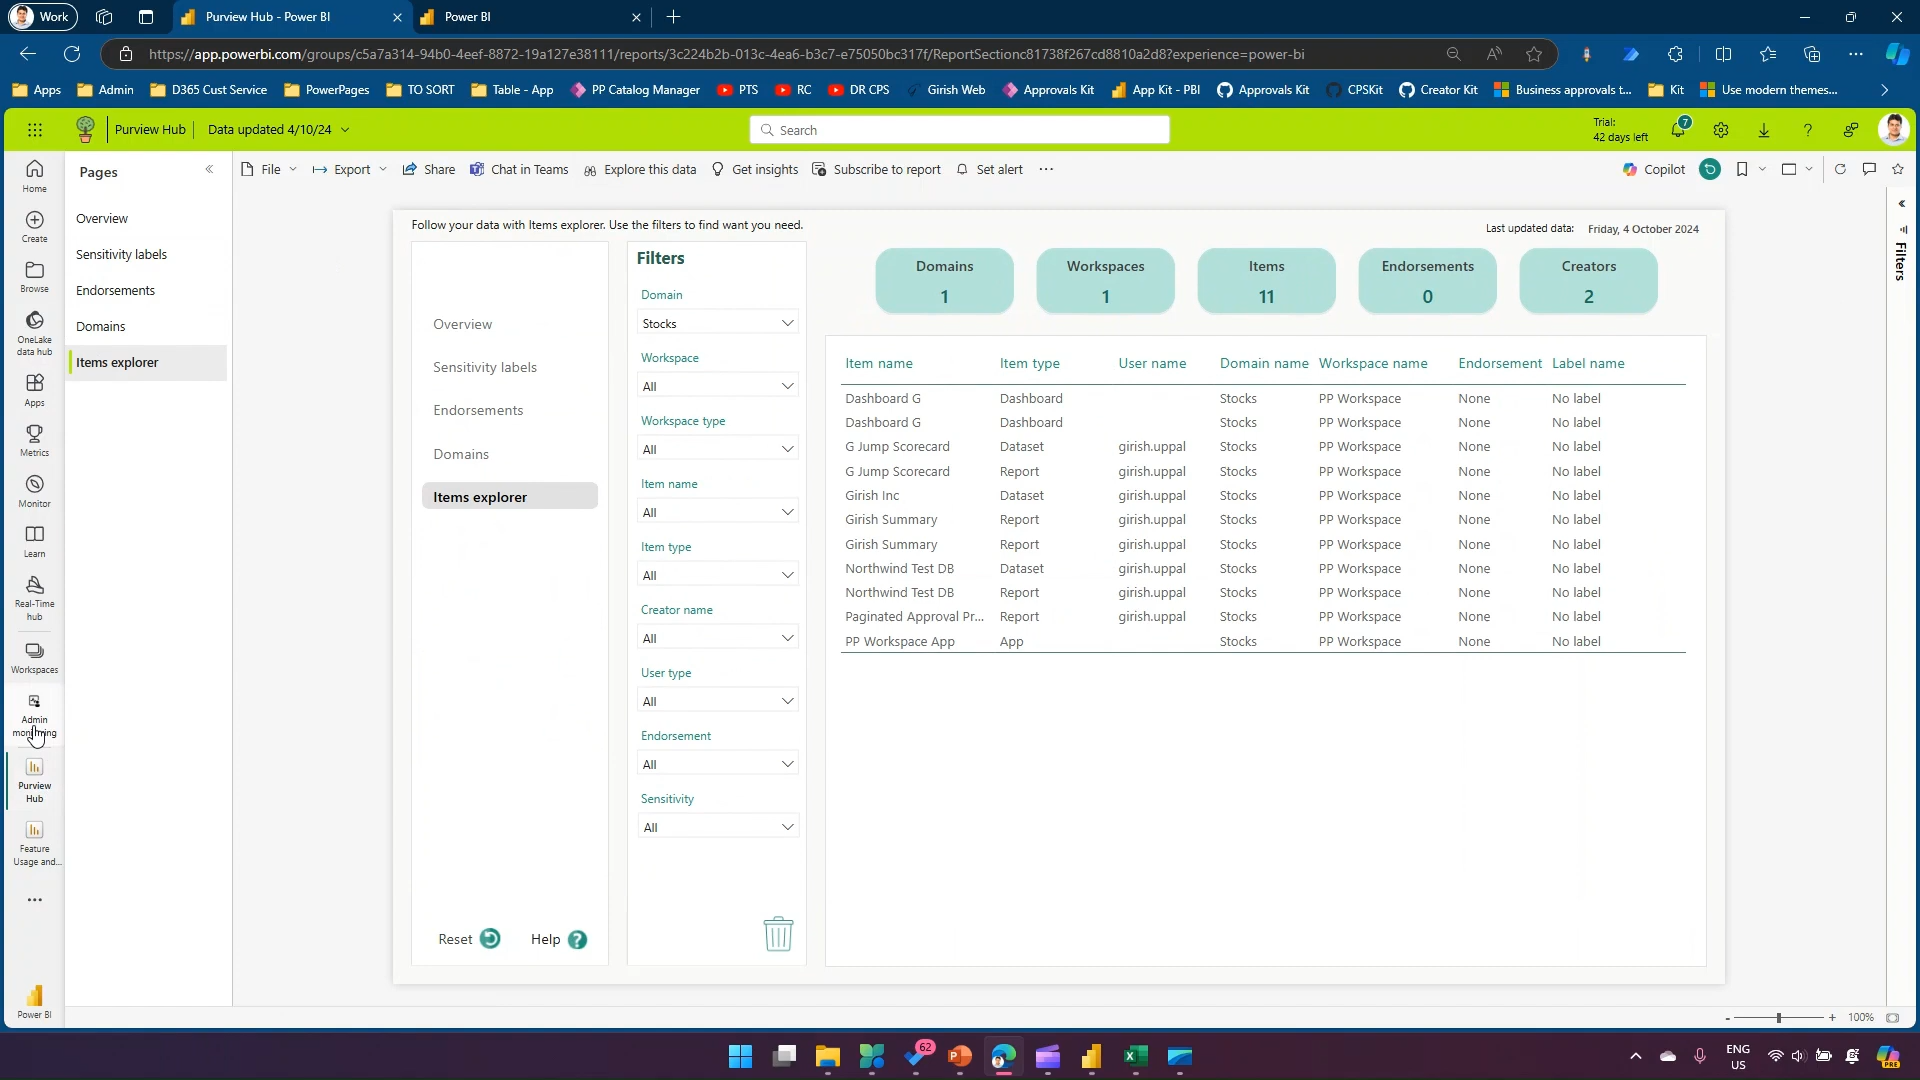 Work
Purview Hub - Power BI
Power BI
https://app.powerbi.com/groups/c5a7a314-94b0-4eef-8872-19a127e38111/reports/3c224b2b-013c-4ea6-b3c7-e75050bc317f/ReportSectionc81738f267cd8810a2d8?experience=power-bi
Apps Admin D365 Cust Service PowerPages TO SORT Table - App PP Catalog Manager PTS RC DR CPS Girish Web Approvals Kit App Kit - PBI Approvals Kit CPSKit Creator Kit Business approvals t... Kit Use modern themes...
Purview Hub Data updated 4/10/24
Search
Trial:
42 days left
7
Home
Create
Browse
OneLake
data hub
Apps
Metrics
Monitor
Learn
Real-Time
hub
Workspaces
Admin
monitoring
Purview
Hub
Feature
Usage and...
Power BI
Pages
Overview
Sensitivity labels
Endorsements
Domains
Items explorer
File Export Share Chat in Teams Explore this data Get insights Subscribe to report Set alert
Copilot
Filters
Follow your data with Items explorer. Use the filters to find want you need.
Last updated data: Friday, 4 October 2024
Overview
Sensitivity labels
Endorsements
Domains
Items explorer
Reset
Help
Filters
Domain
Stocks
Workspace
All
Workspace type
All
Item name
All
Item type
All
Creator name
All
User type
All
Endorsement
All
Sensitivity
All
Domains
1
Workspaces
1
Items
11
Endorsements
0
Creators
2
Item name Item type User name Domain name Workspace name Endorsement Label name
Dashboard G Dashboard Stocks PP Workspace None No label
Dashboard G Dashboard Stocks PP Workspace None No label
G Jump Scorecard Dataset girish.uppal Stocks PP Workspace None No label
G Jump Scorecard Report girish.uppal Stocks PP Workspace None No label
Girish Inc Dataset girish.uppal Stocks PP Workspace None No label
Girish Summary Report girish.uppal Stocks PP Workspace None No label
Girish Summary Report girish.uppal Stocks PP Workspace None No label
Northwind Test DB Dataset girish.uppal Stocks PP Workspace None No label
Northwind Test DB Report girish.uppal Stocks PP Workspace None No label
Paginated Approval Pr... Report girish.uppal Stocks PP Workspace None No label
PP Workspace App App Stocks PP Workspace None No label
- + 100%
62
ENG
US
PRE